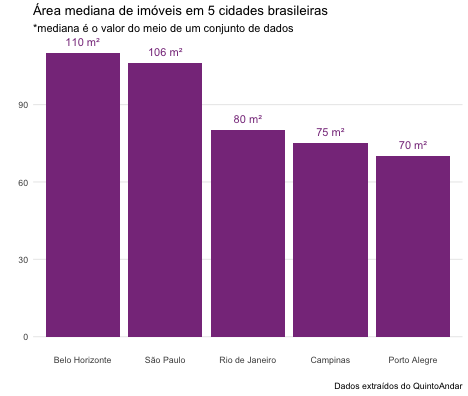 Área mediana de imóveis em 5 cidades brasileiras
*mediana é o valor do meio de um conjunto de dados
110 m²
106 m²
80 m²
75 m²
70 m²
90
60
30
0
Belo Horizonte
São Paulo
Rio de Janeiro
Campinas
Porto Alegre
Dados extraídos do QuintoAndar